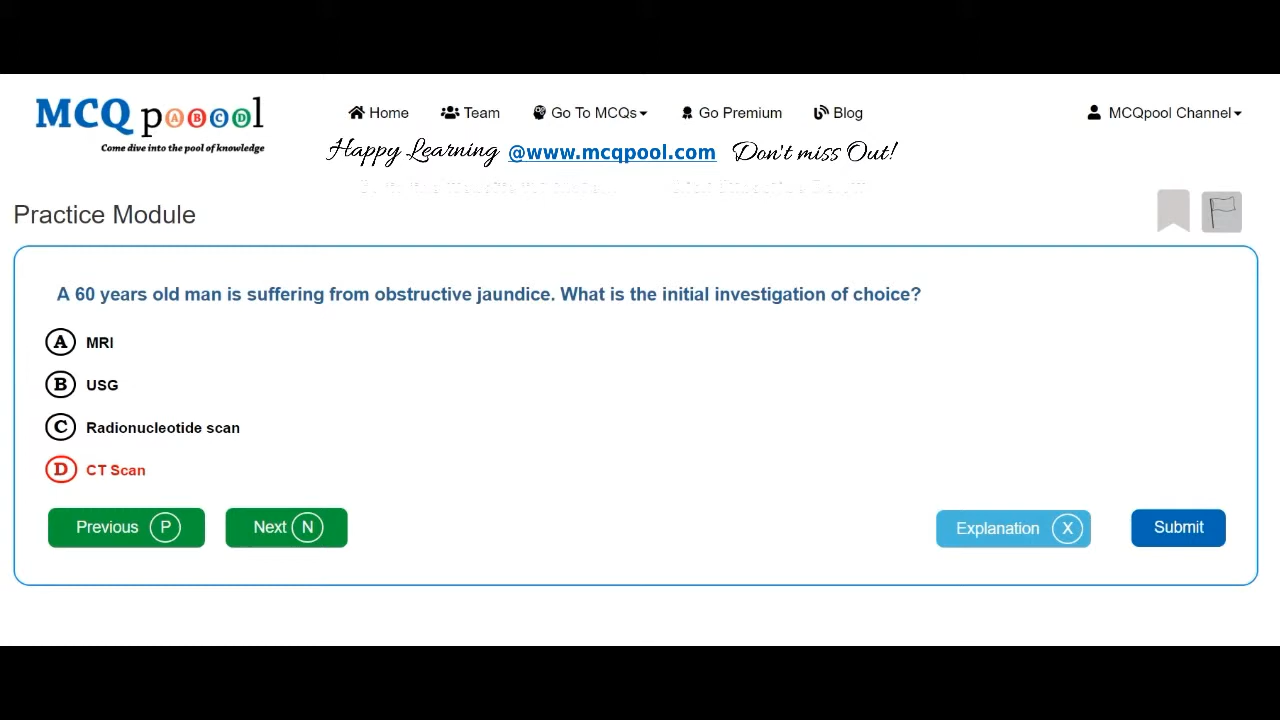 MCQ pABCDl
Come dive into the pool of knowledge
Home Team Go To MCQs Go Premium Blog MCQpool Channel
Happy Learning @www.mcqpool.com Don't miss Out!
Practice Module
A 60 years old man is suffering from obstructive jaundice. What is the initial investigation of choice?
A MRI
B USG
C Radionucleotide scan
D CT Scan
Previous P Next N Explanation X Submit